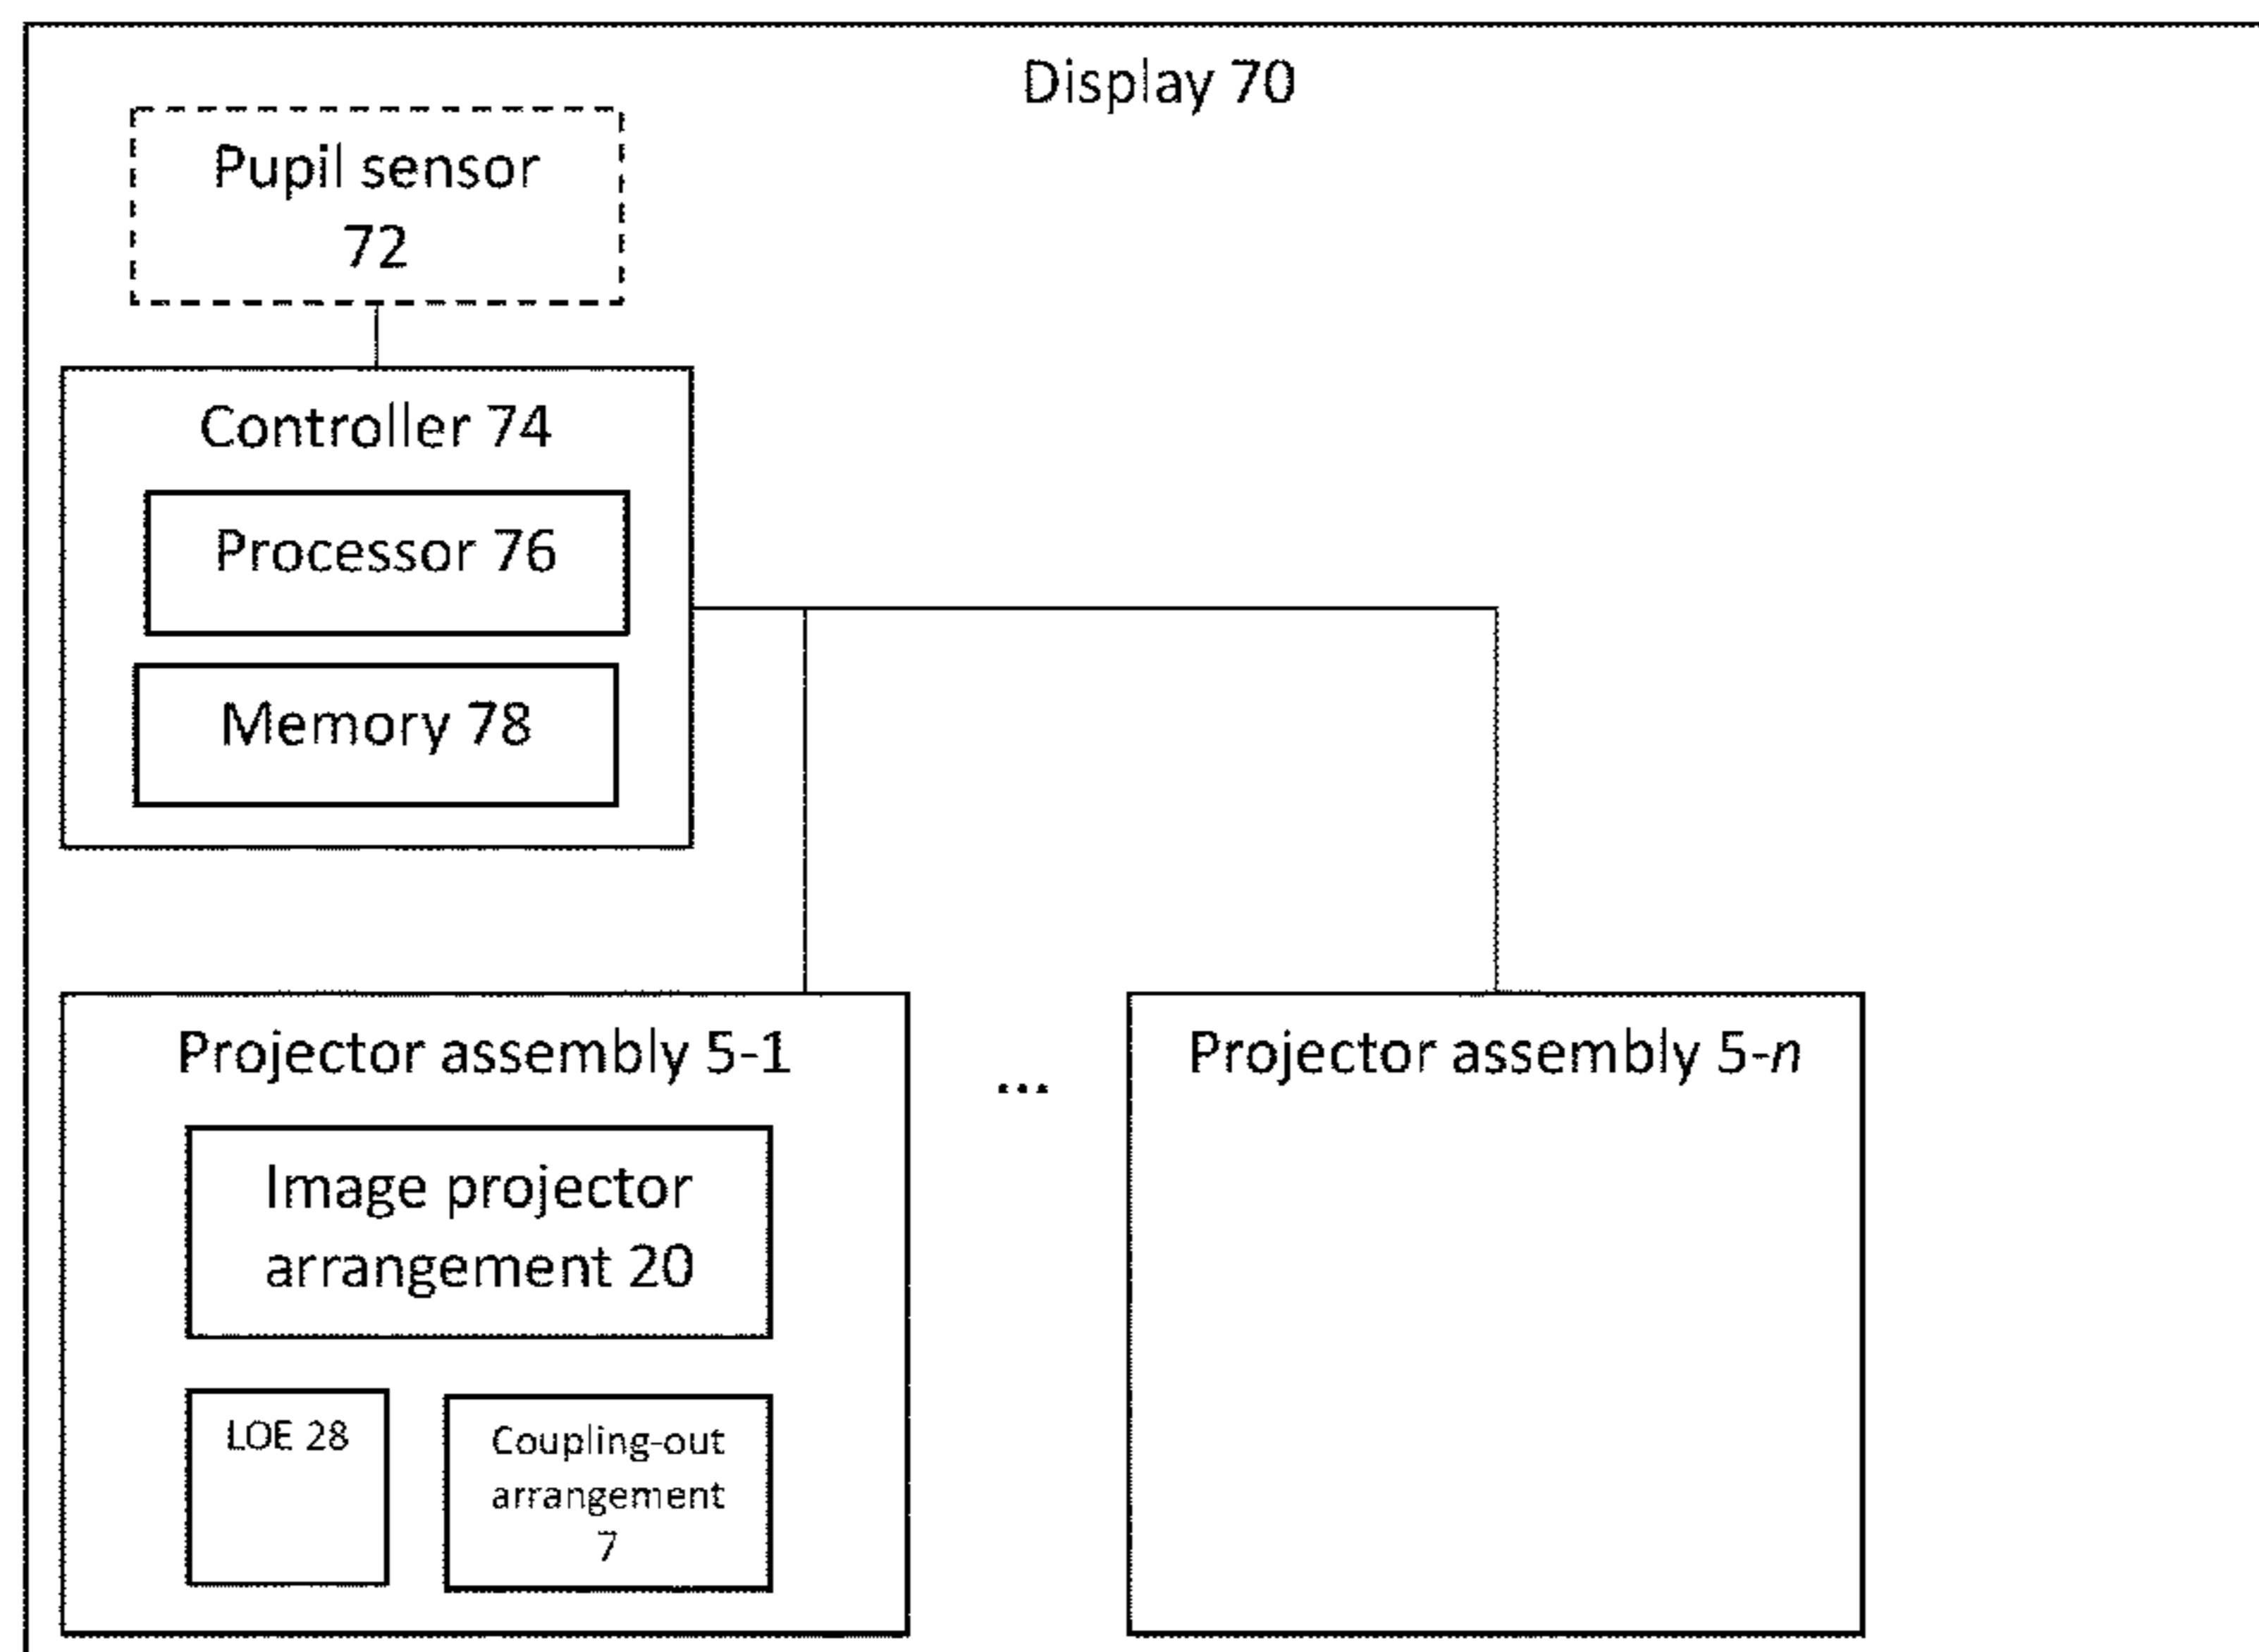 Display 70
Pupil sensor
72
Controller 74
Processor 76
Memory 78
Projector assembly 5-1
...
Projector assembly 5-n
Image projector
arrangement 20
LOE 28
Coupling-out
arrangement
7